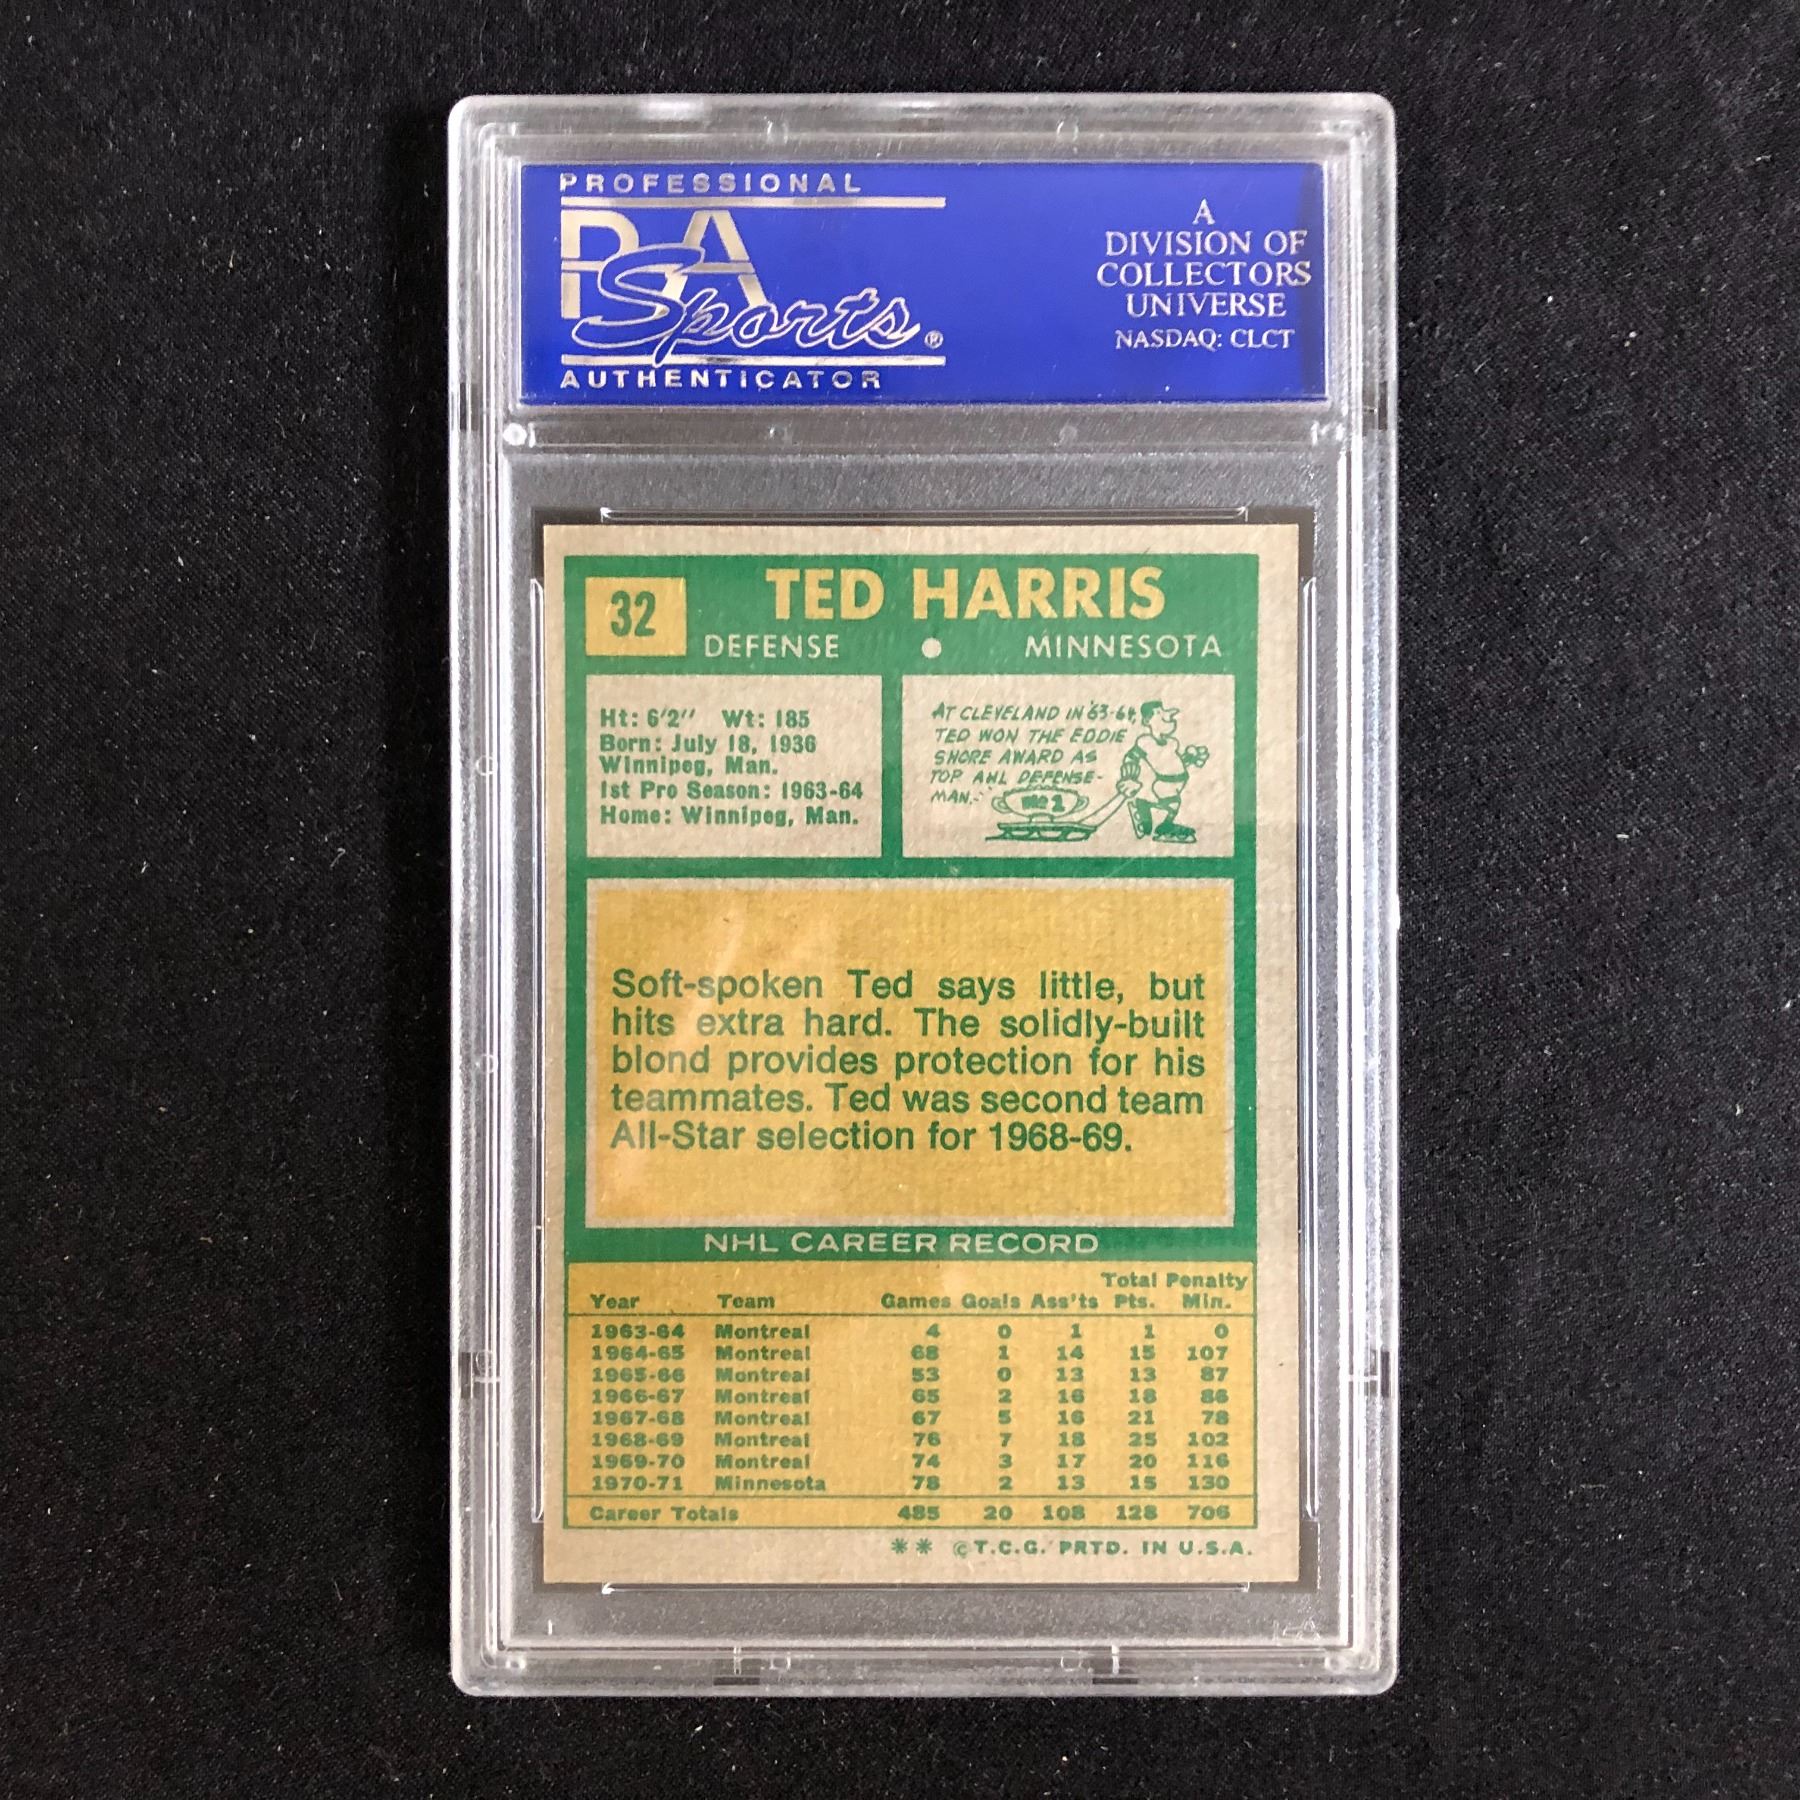 PROFESSIONAL
PSA
Sports®
AUTHENTICATOR
A
DIVISION OF
COLLECTORS
UNIVERSE
NASDAQ: CLCT
32
TED HARRIS
DEFENSE • MINNESOTA
Ht: 6'2" Wt: 185
Born: July 18, 1936
Winnipeg, Man.
1st Pro Season: 1963-64
Home: Winnipeg, Man.
AT CLEVELAND IN '63-64,
TED WON THE EDDIE
SHORE AWARD AS
TOP AHL DEFENSE-
MAN.-
NO 1
Soft-spoken Ted says little, but
hits extra hard. The solidly-built
blond provides protection for his
teammates. Ted was second team
All-Star selection for 1968-69.
NHL CAREER RECORD
Total Penalty
Year Team Games Goals Ass'ts Pts. Min.
1963-64 Montreal 4 0 1 1 0
1964-65 Montreal 68 1 14 15 107
1965-66 Montreal 53 0 13 13 87
1966-67 Montreal 65 2 16 18 86
1967-68 Montreal 67 5 16 21 78
1968-69 Montreal 76 7 18 25 102
1969-70 Montreal 74 3 17 20 116
1970-71 Minnesota 78 2 13 15 130
Career Totals 485 20 108 128 706
** ©T.C.G. PRTD. IN U.S.A.